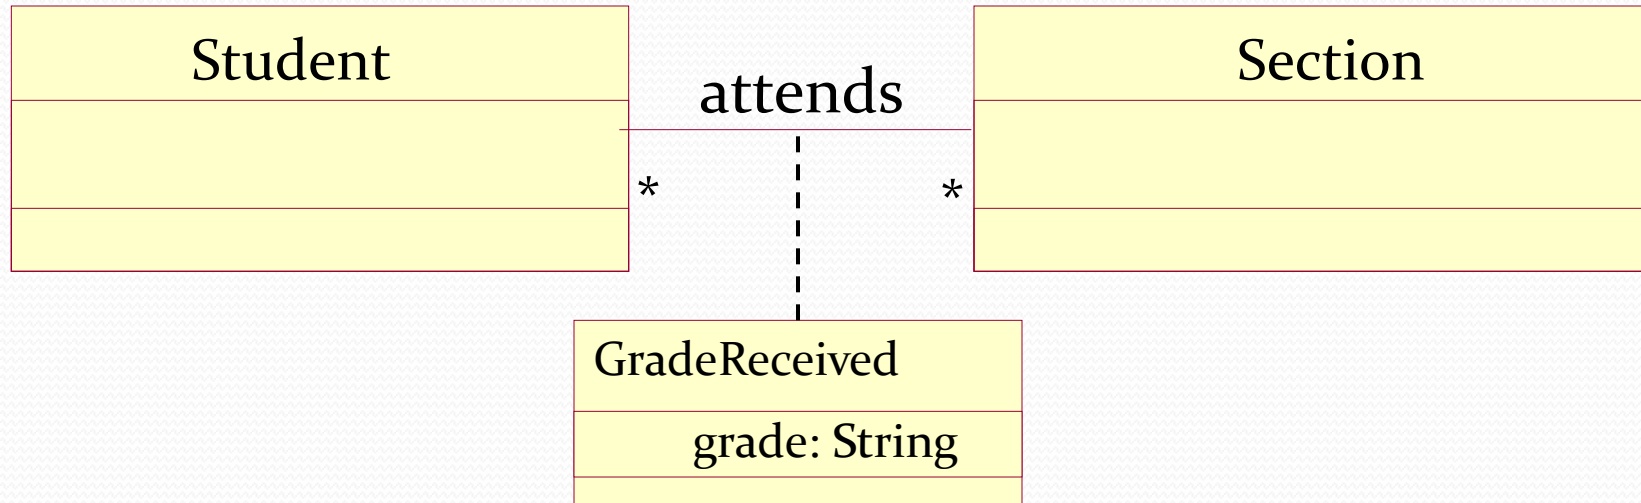 Student
attends
Section
*
*
GradeReceived
grade: String